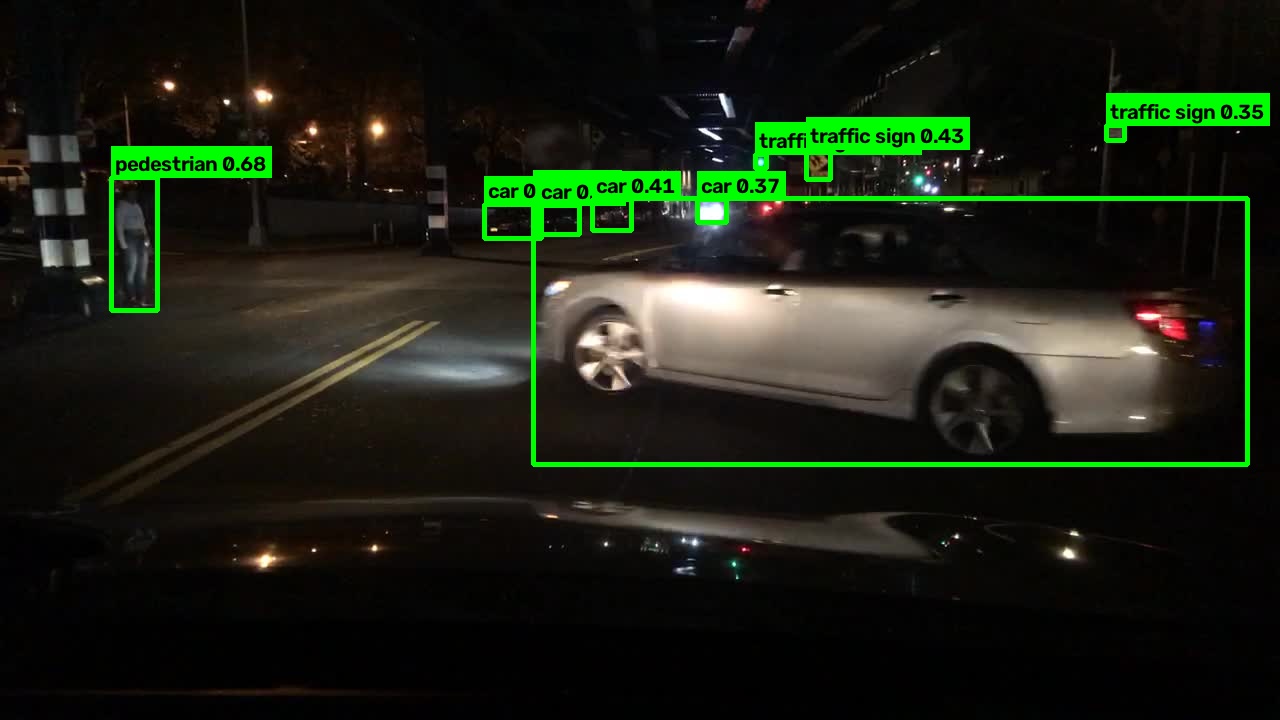 traffic sign 0.35
traffi
traffic sign 0.43
pedestrian 0.68
car 0
car 0.
car 0.41
car 0.37